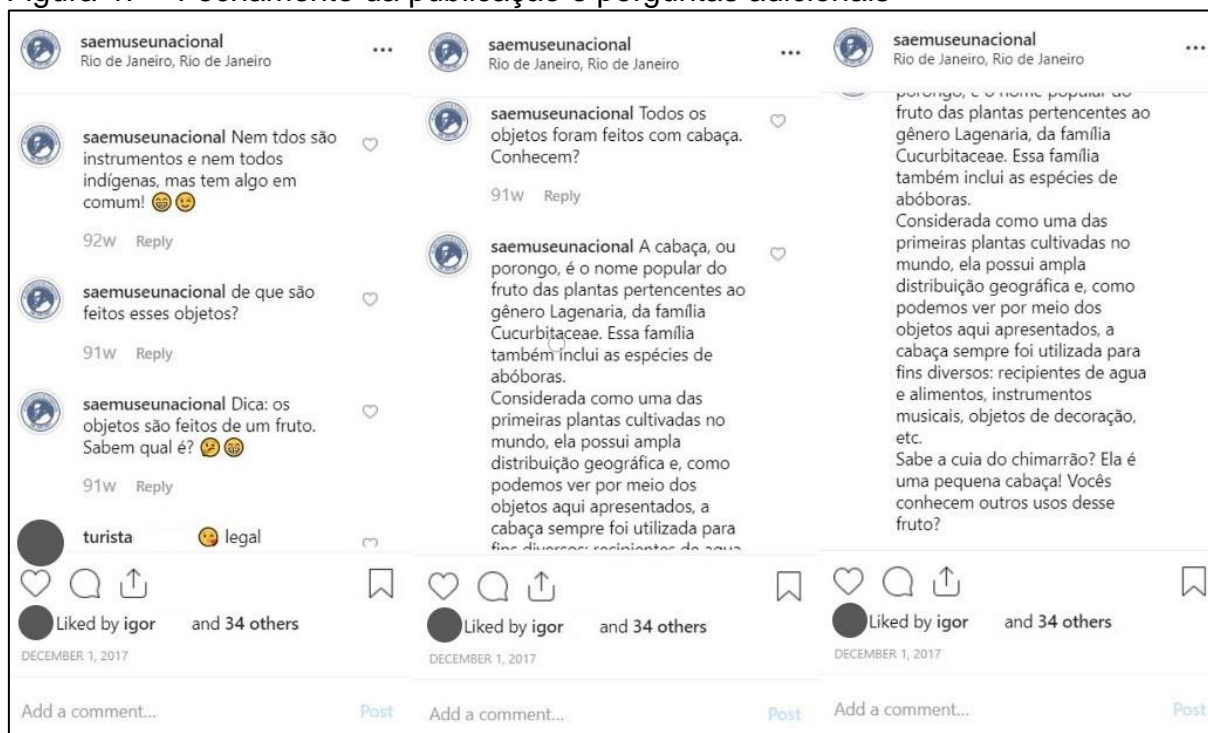 Figura Fechamento da publicação e perguntas adicionais
saemuseunacional
Rio de Janeiro, Rio de Janeiro
saemuseunacional Nem tdos são
instrumentos e nem todos
indígenas, mas tem algo em
comum! 😁😉
92w Reply
saemuseunacional de que são
feitos esses objetos?
91w Reply
saemuseunacional Dica: os
objetos são feitos de um fruto.
Sabem qual é? 🤔😁
91w Reply
turista 😘 legal
Liked by igor and 34 others
DECEMBER 1, 2017
Add a comment... Post
saemuseunacional
Rio de Janeiro, Rio de Janeiro
saemuseunacional Todos os
objetos foram feitos com cabaça.
Conhecem?
91w Reply
saemuseunacional A cabaça, ou
porongo, é o nome popular do
fruto das plantas pertencentes ao
gênero Lagenaria, da família
Cucurbitaceae. Essa família
também inclui as espécies de
abóboras.
Considerada como uma das
primeiras plantas cultivadas no
mundo, ela possui ampla
distribuição geográfica e, como
podemos ver por meio dos
objetos aqui apresentados, a
cabaça sempre foi utilizada para
fins diversos: recipientes de agua
Liked by igor and 34 others
DECEMBER 1, 2017
Add a comment... Post
saemuseunacional
Rio de Janeiro, Rio de Janeiro
porongo, é o nome popular do
fruto das plantas pertencentes ao
gênero Lagenaria, da família
Cucurbitaceae. Essa família
também inclui as espécies de
abóboras.
Considerada como uma das
primeiras plantas cultivadas no
mundo, ela possui ampla
distribuição geográfica e, como
podemos ver por meio dos
objetos aqui apresentados, a
cabaça sempre foi utilizada para
fins diversos: recipientes de agua
e alimentos, instrumentos
musicais, objetos de decoração,
etc.
Sabe a cuia do chimarrão? Ela é
uma pequena cabaça! Vocês
conhecem outros usos desse
fruto?
Liked by igor and 34 others
DECEMBER 1, 2017
Add a comment... Post